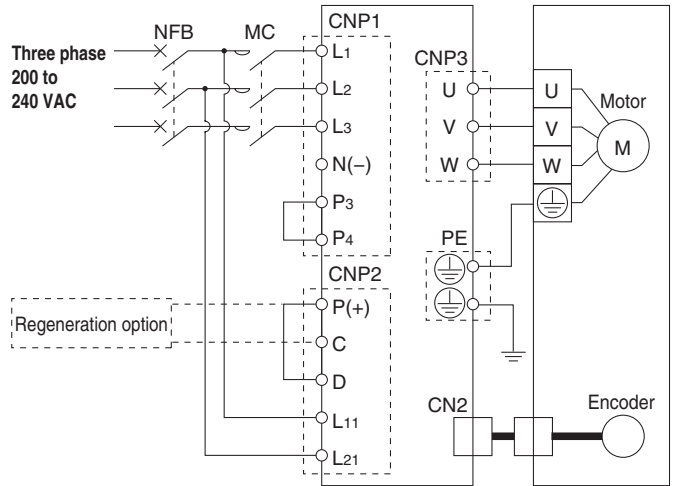 NFB
MC
CNP1
Three phase
200 to
240 VAC
L1
L2
L3
N(−)
P3
P4
CNP3
U
V
W
U
V
W
Motor
M
PE
CNP2
Regeneration option
P(+)
C
D
L11
L21
CN2
Encoder